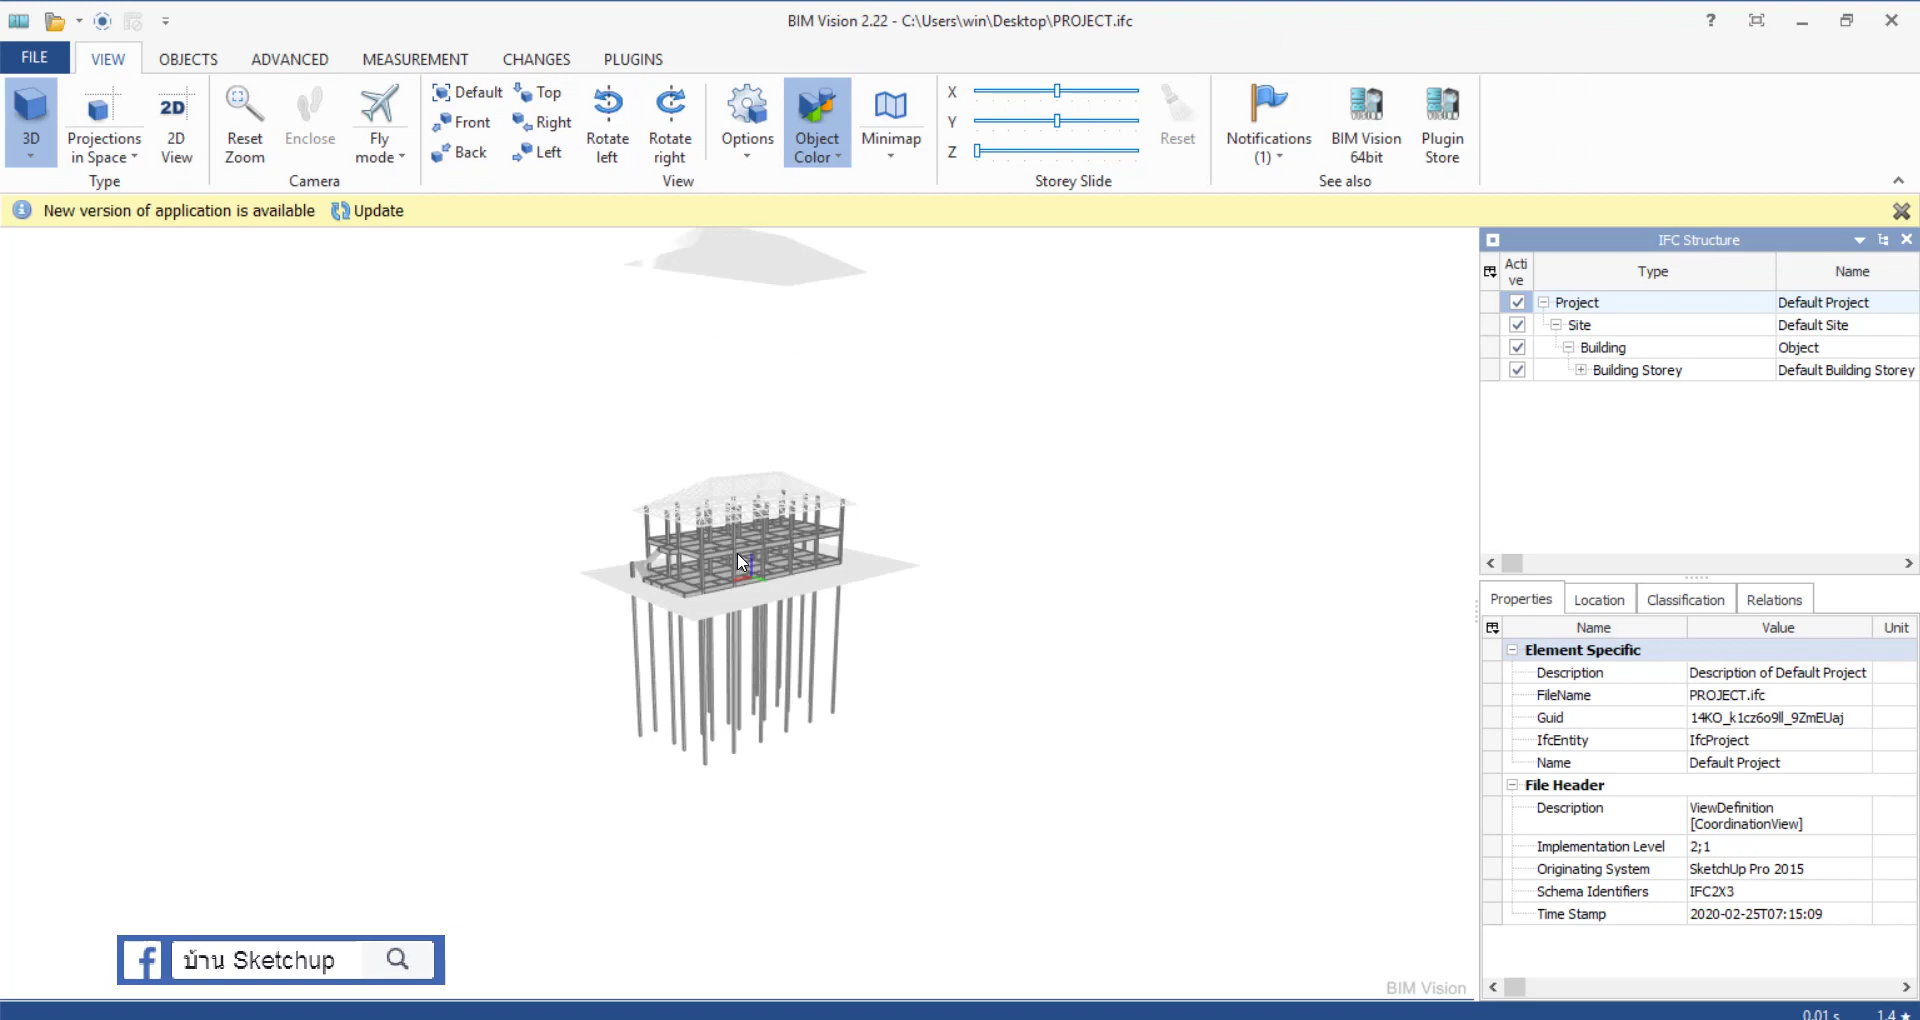 BIM Vision 2.22 - C:\Users\win\Desktop\PROJECT.ifc
FILE VIEW OBJECTS ADVANCED MEASUREMENT CHANGES PLUGINS
3D
Projections in Space
2D
2D View
Type
Reset Zoom
Enclose
Fly mode
Camera
Default
Front
Back
Top
Right
Left
Rotate left
Rotate right
Options
Object Color
Minimap
View
X
Y
Z
Reset
Storey Slide
Notifications (1)
BIM Vision 64bit
Plugin Store
See also
New version of application is available Update
IFC Structure
Active Type Name
Project Default Project
Site Default Site
Building Object
Building Storey Default Building Storey
Properties Location Classification Relations
Name Value Unit
Element Specific
Description Description of Default Project
FileName PROJECT.ifc
Guid 14KO_k1cz6o9ll_9ZmEUaj
IfcEntity IfcProject
Name Default Project
File Header
Description ViewDefinition
[CoordinationView]
Implementation Level 2;1
Originating System SketchUp Pro 2015
Schema Identifiers IFC2X3
Time Stamp 2020-02-25T07:15:09
บ้าน Sketchup
BIM Vision
0.01 s 1.4